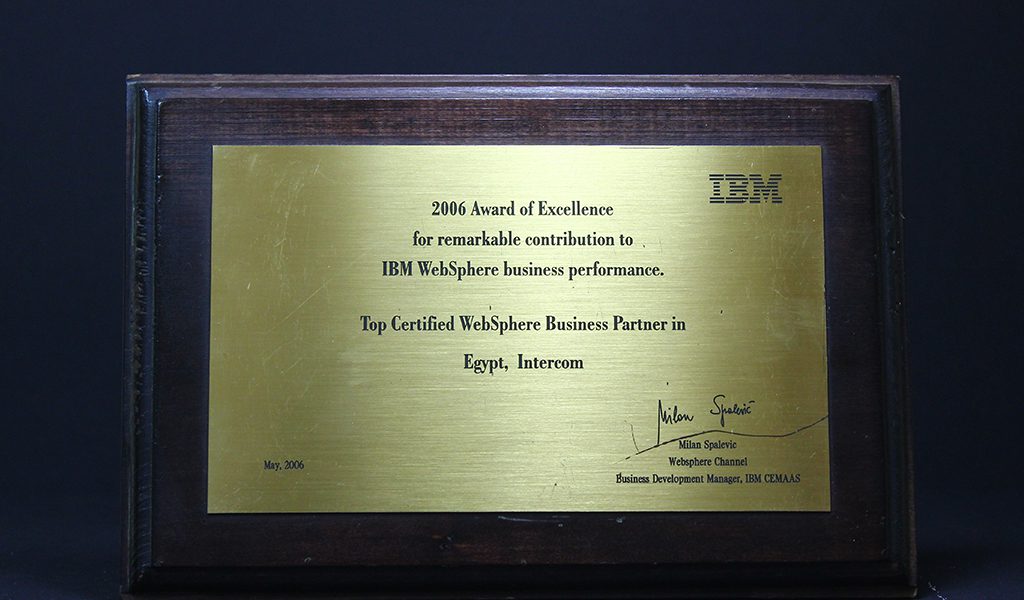 IBM
2006 Award of Excellence
for remarkable contribution to
IBM WebSphere business performance.
Top Certified WebSphere Business Partner in
Egypt, Intercom
Milan Spalević
Milan Spalevic
Websphere Channel
May, 2006
Business Development Manager, IBM CEMAAS